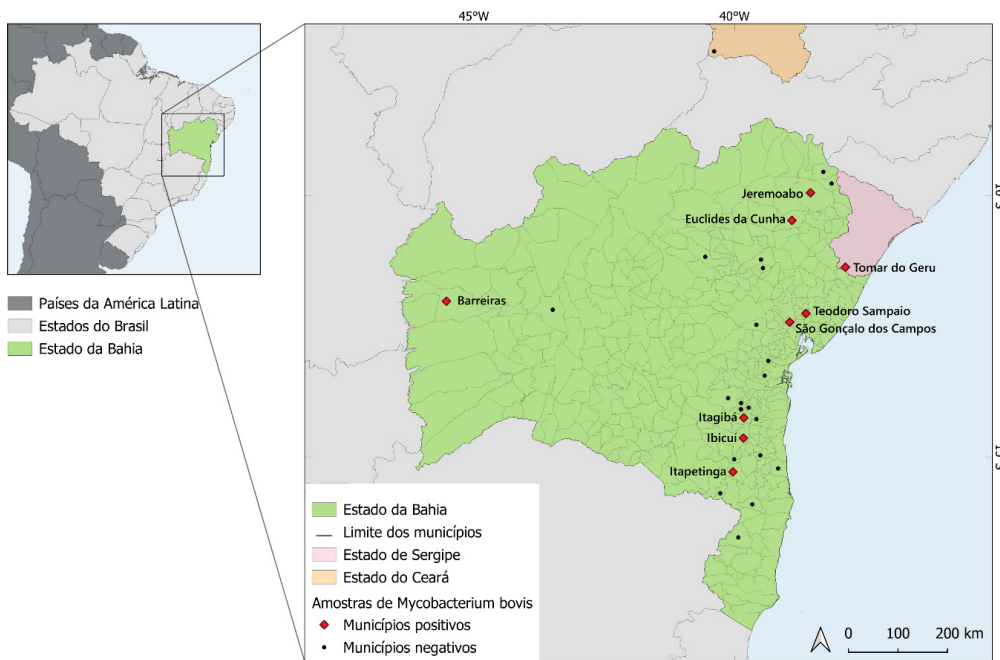 45°W
40°W
Países da América Latina
Estados do Brasil
Estado da Bahia
Jeremoabo
Euclides da Cunha
Tomar do Geru
Barreiras
Teodoro Sampaio
São Gonçalo dos Campos
Itagibá
Ibicuí
Itapetinga
10°S
15°S
Estado da Bahia
Limite dos municípios
Estado de Sergipe
Estado do Ceará
Amostras de Mycobacterium bovis
Municípios positivos
Municípios negativos
0 100 200 km